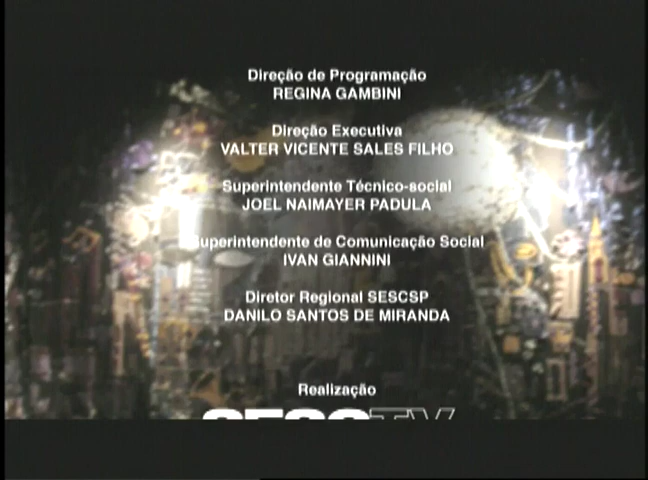 Direção de Programação
REGINA GAMBINI
Direção Executiva
VALTER VICENTE SALES FILHO
Superintendente Técnico-social
JOEL NAIMAYER PADULA
Superintendente de Comunicação Social
IVAN GIANNINI
Diretor Regional SESCSP
DANILO SANTOS DE MIRANDA
Realização
SESCTV